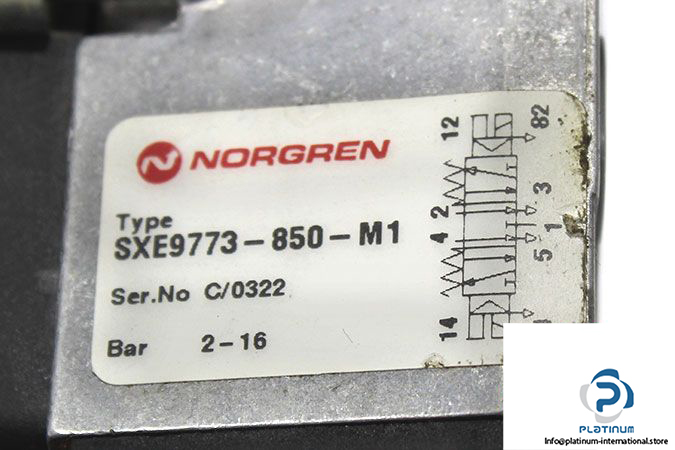 NORGREN
Type
SXE9773-850-M1
Ser.No C/0322
Bar 2-16
12 82
2 3
4 1
5
14
PLATINUM
Info@platinum-international.store